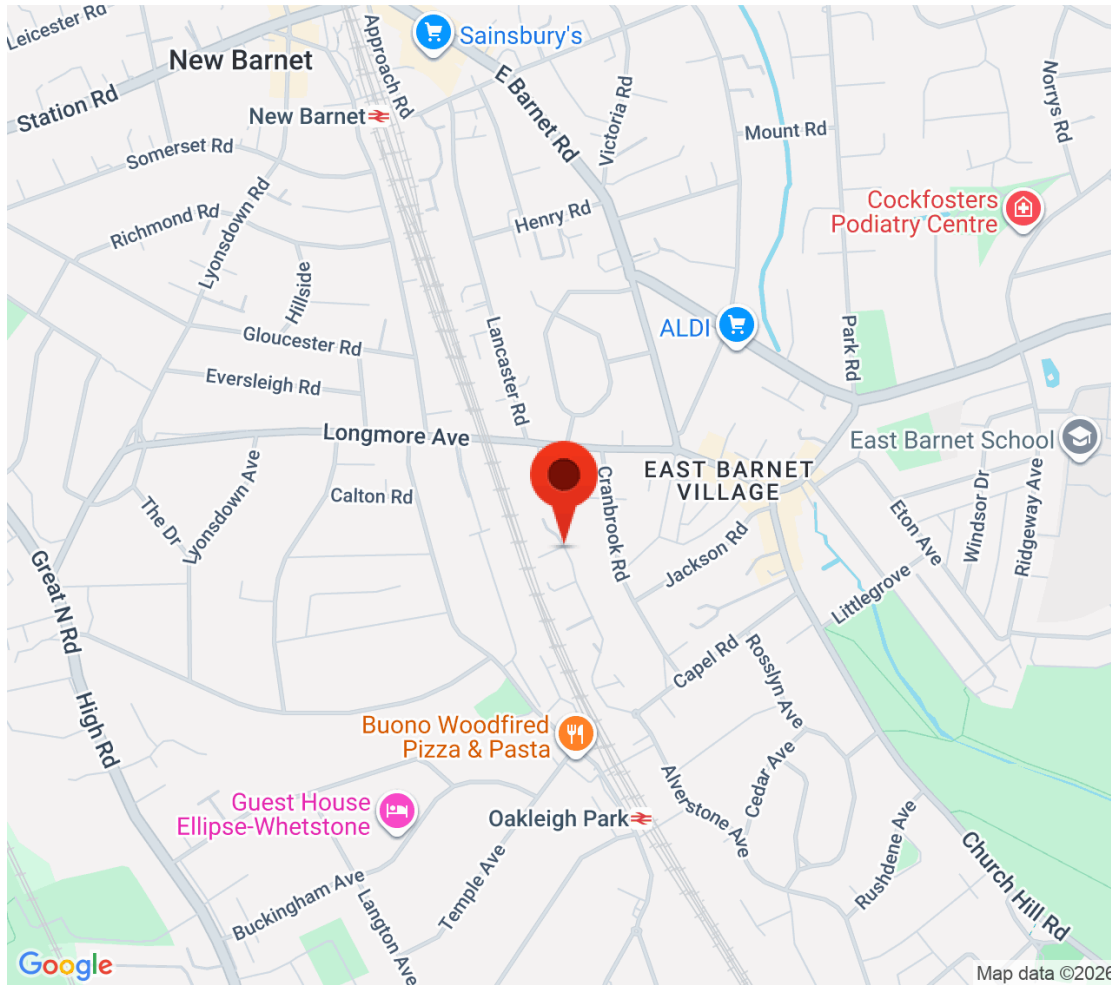 Leicester Rd
Approach Rd
Sainsbury's
New Barnet
Station Rd
New Barnet
E Barnet Rd
Victoria Rd
Norrys Rd
Mount Rd
Somerset Rd
Lyonsdown Rd
Richmond Rd
Henry Rd
Cockfosters
Podiatry Centre
Hillside
Gloucester Rd
Lancaster Rd
ALDI
Park Rd
Eversleigh Rd
Longmore Ave
East Barnet School
EAST BARNET
VILLAGE
Cranbrook Rd
Calton Rd
The Dr
Lyonsdown Ave
Jackson Rd
Eton Ave
Windsor Dr
Ridgeway Ave
Great N Rd
Littlegrove
High Rd
Capel Rd
Rosslyn Ave
Buono Woodfired
Pizza & Pasta
Cedar Ave
Alverstone Ave
Guest House
Ellipse-Whetstone
Oakleigh Park
Rushdene Ave
Church Hill Rd
Temple Ave
Buckingham Ave
Langton Ave
Google
Map data ©2026